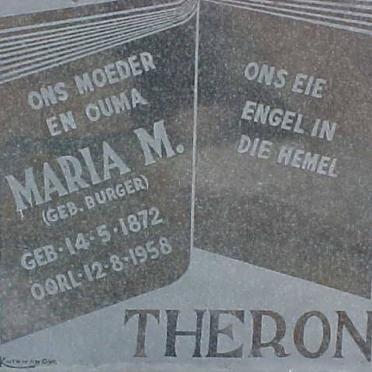 ONS MOEDER
EN OUMA
MARIA M.
(GEB. BURGER)
GEB· 14·5·1872
OORL·12·8·1958
ONS EIE
ENGEL IN
DIE HEMEL
THERON